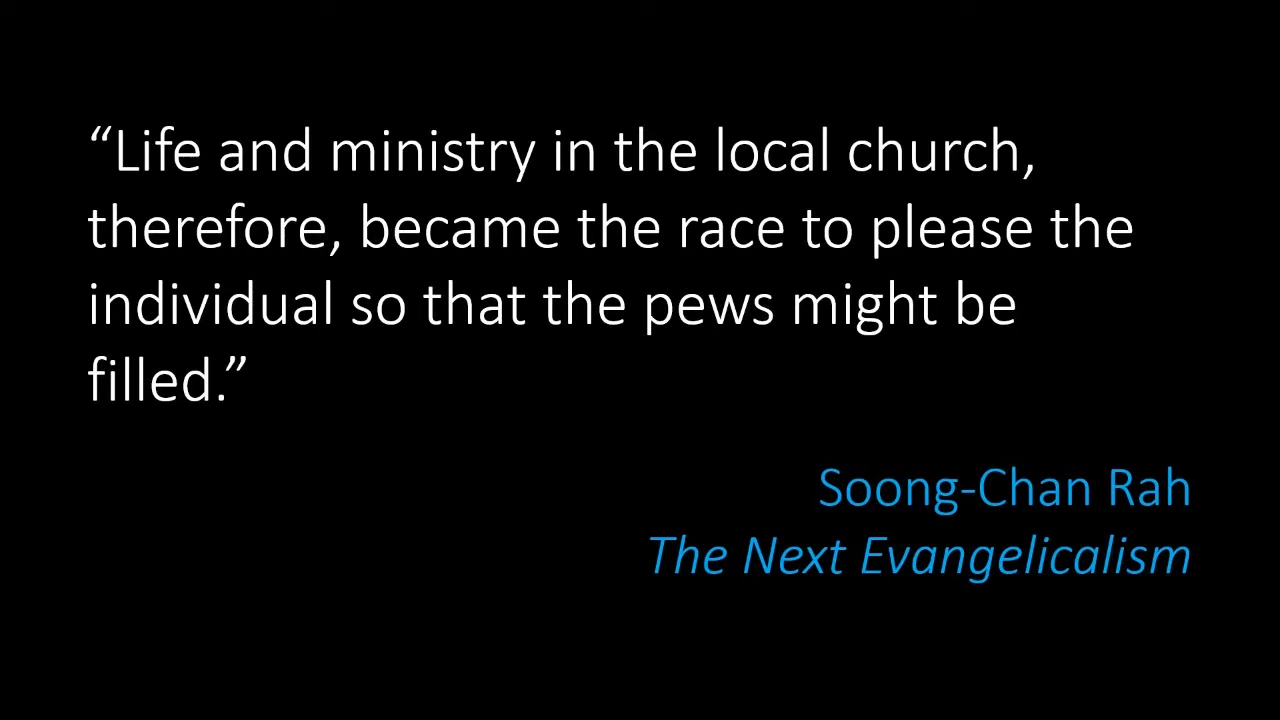 “Life and ministry in the local church,
therefore, became the race to please the
individual so that the pews might be
filled.”
Soong-Chan Rah
The Next Evangelicalism